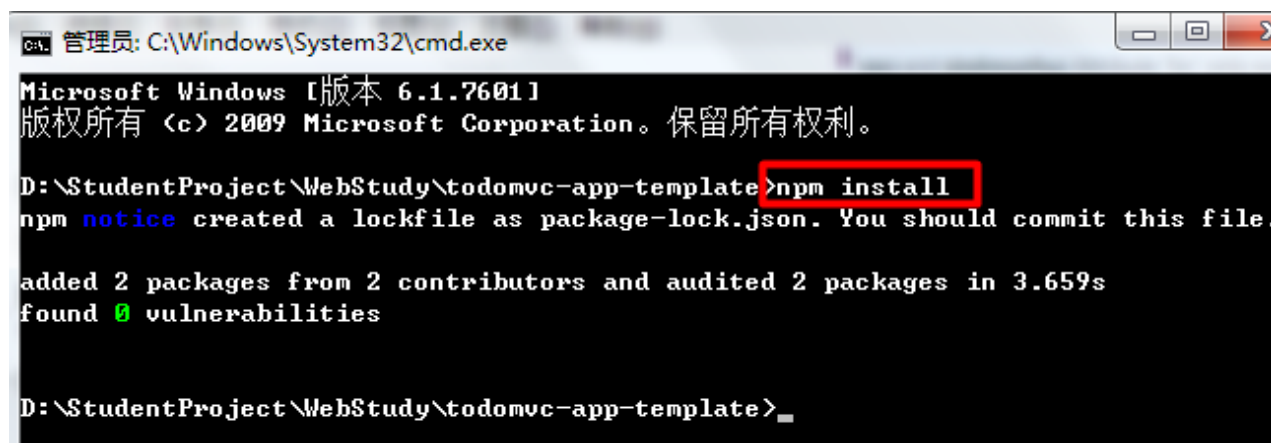 管理员: C:\Windows\System32\cmd.exe
Microsoft Windows [版本 6.1.7601]
版权所有 (c) 2009 Microsoft Corporation。保留所有权利。
D:\StudentProject\WebStudy\todomvc-app-template>npm install
npm notice created a lockfile as package-lock.json. You should commit this file.
added 2 packages from 2 contributors and audited 2 packages in 3.659s
found 0 vulnerabilities
D:\StudentProject\WebStudy\todomvc-app-template>_